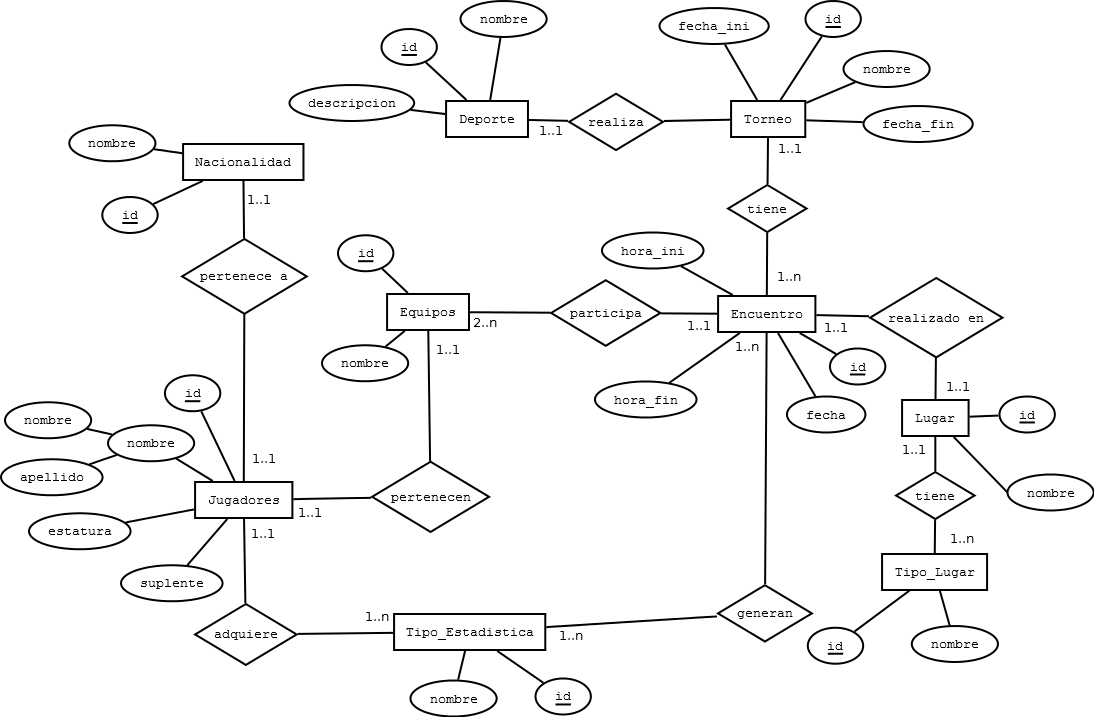 nombre
fecha_ini
id
id
nombre
descripcion
Deporte
1..1
realiza
Torneo
fecha_fin
nombre
Nacionalidad
1..1
id
1..1
tiene
pertenece a
id
hora_ini
1..n
Equipos
2..n
participa
1..1
Encuentro
1..1
realizado en
nombre
1..1
1..n
id
hora_fin
fecha
1..1
id
nombre
nombre
apellido
1..1
Lugar
id
1..1
Jugadores
1..1
pertenecen
tiene
nombre
estatura
1..1
1..n
suplente
Tipo_Lugar
adquiere
1..n
Tipo_Estadistica
1..n
generan
id
nombre
nombre
id